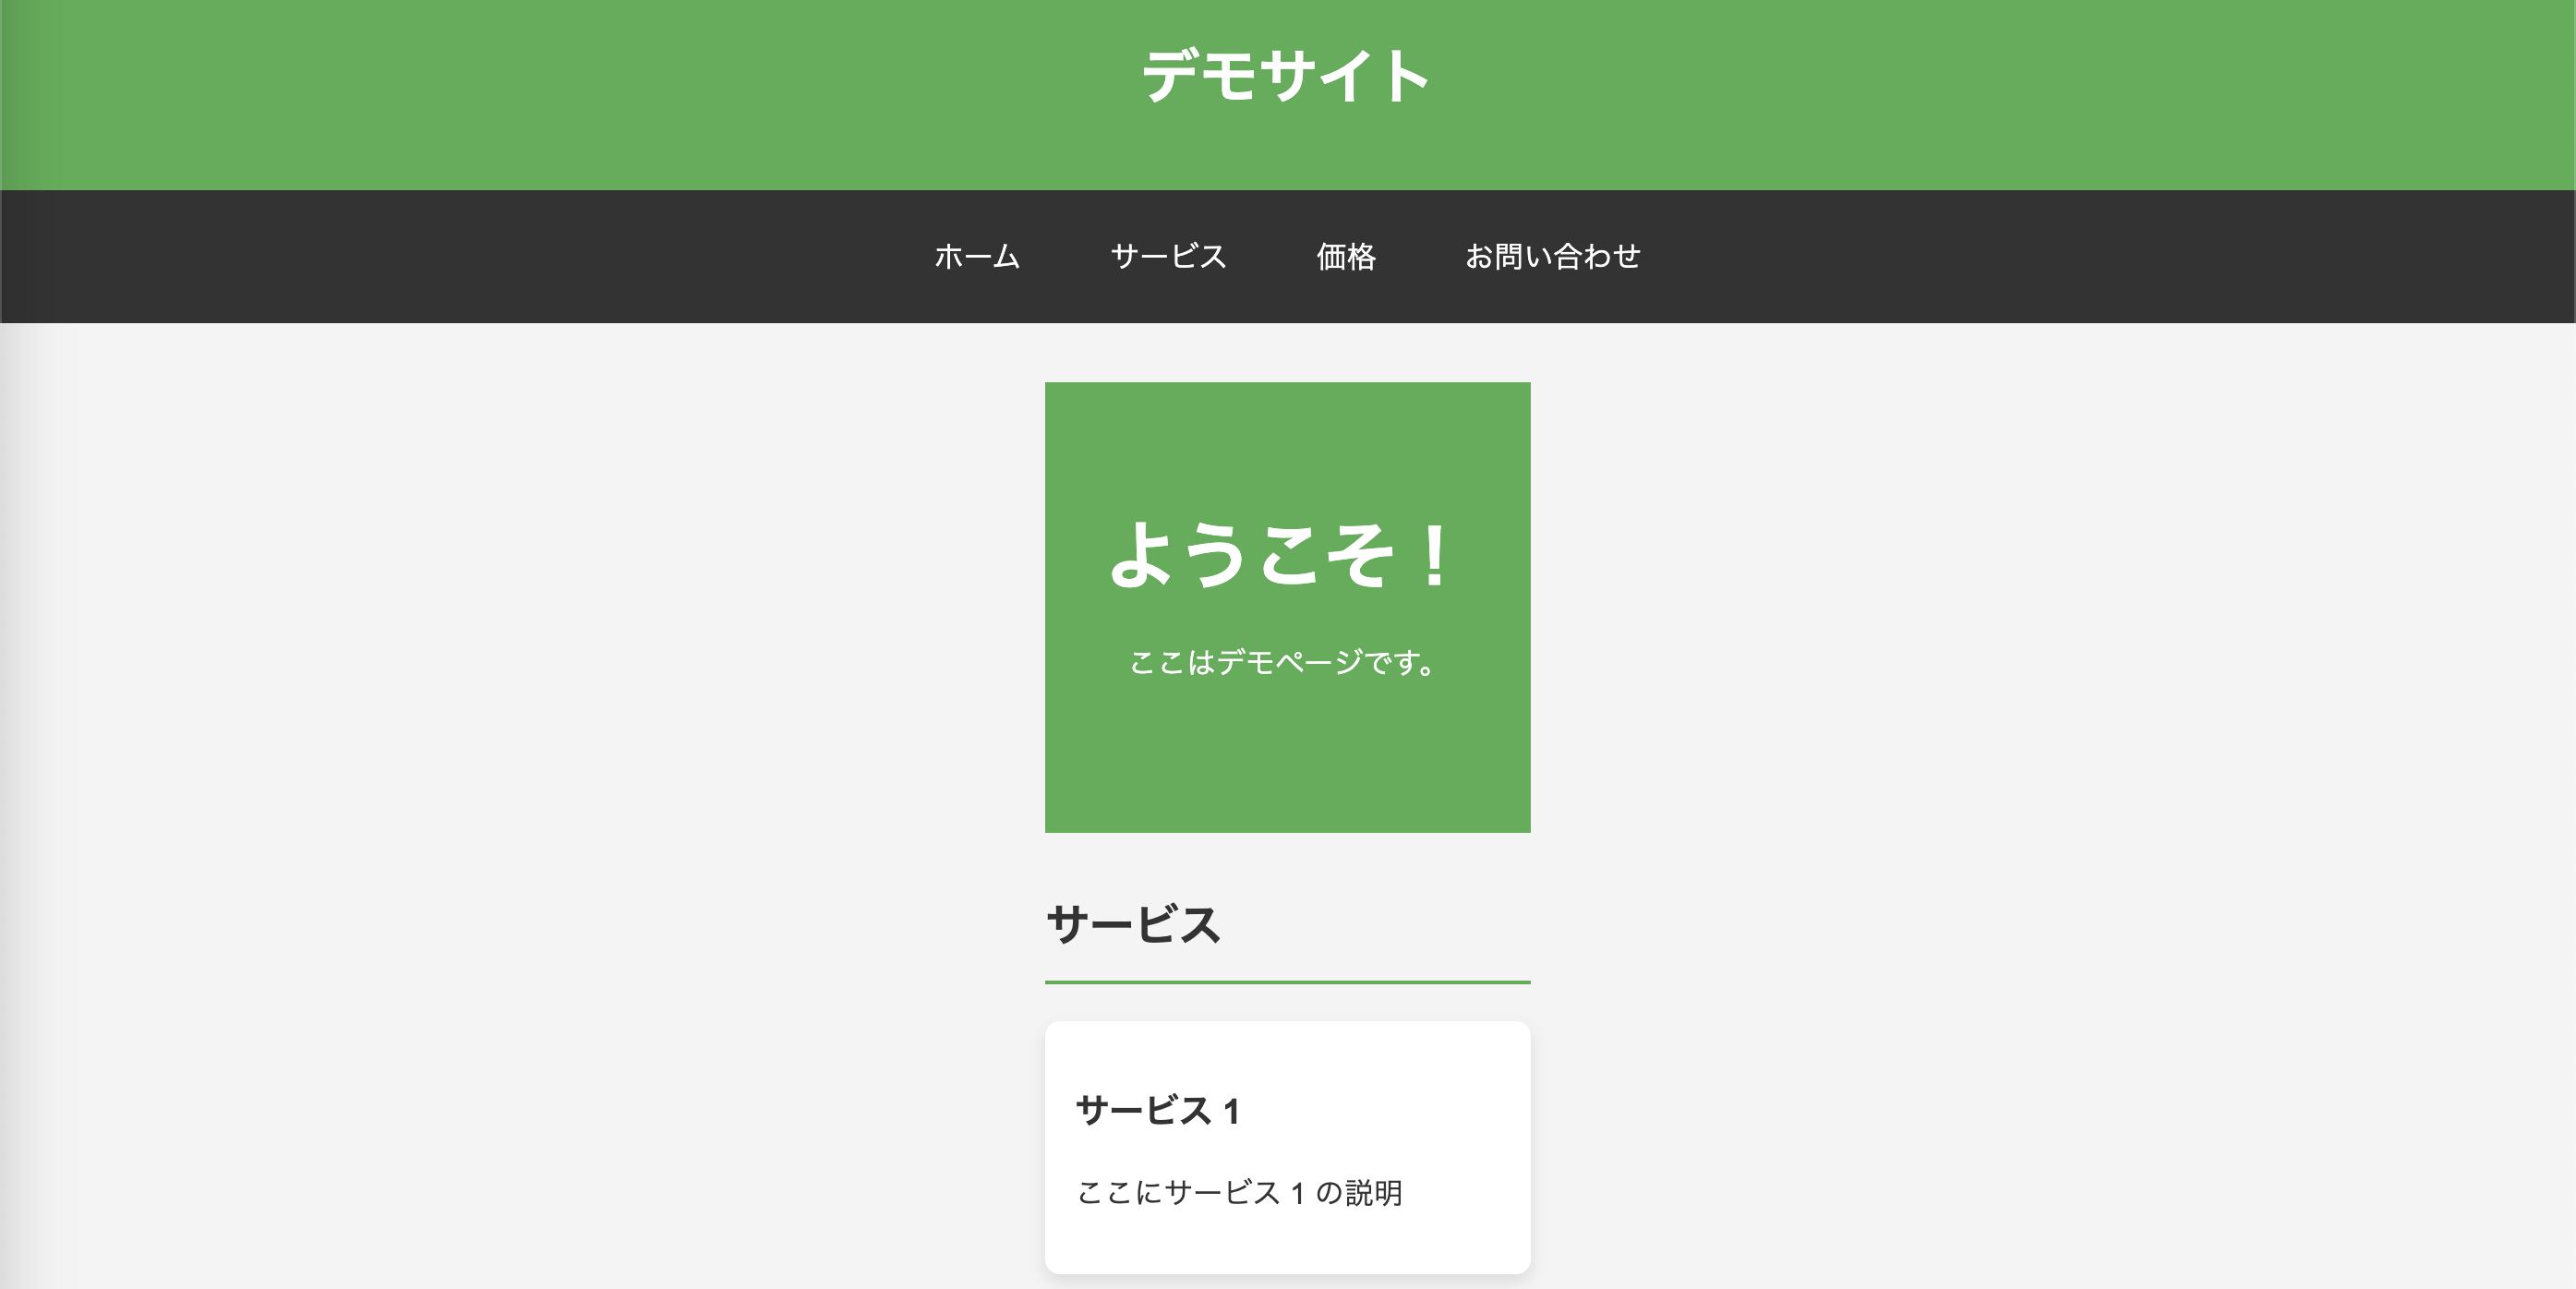 デモサイト
ホーム サービス 価格 お問い合わせ
ようこそ！
ここはデモページです。
サービス
サービス 1
ここにサービス 1 の説明